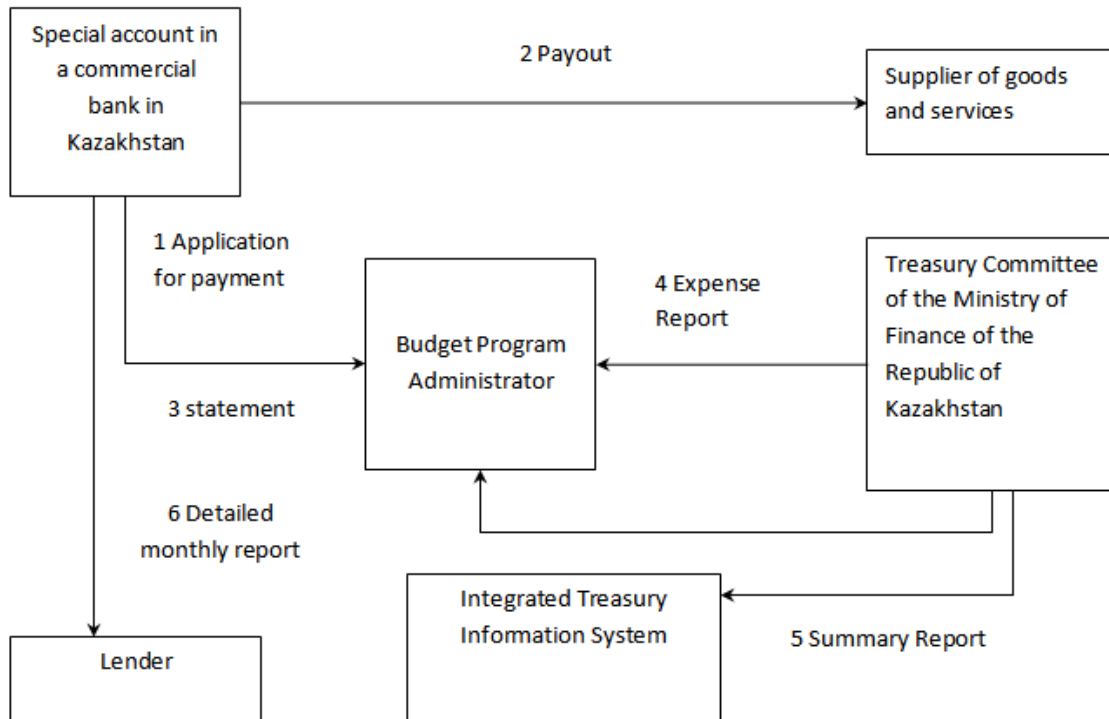 Special account in
a commercial
bank in
Kazakhstan
2 Payout
Supplier of goods
and services
1 Application
for payment
Treasury Committee
of the Ministry of
Finance of the
Republic of
Kazakhstan
4 Expense
Report
Budget Program
Administrator
3 statement
6 Detailed
monthly report
Integrated Treasury
Information System
5 Summary Report
Lender